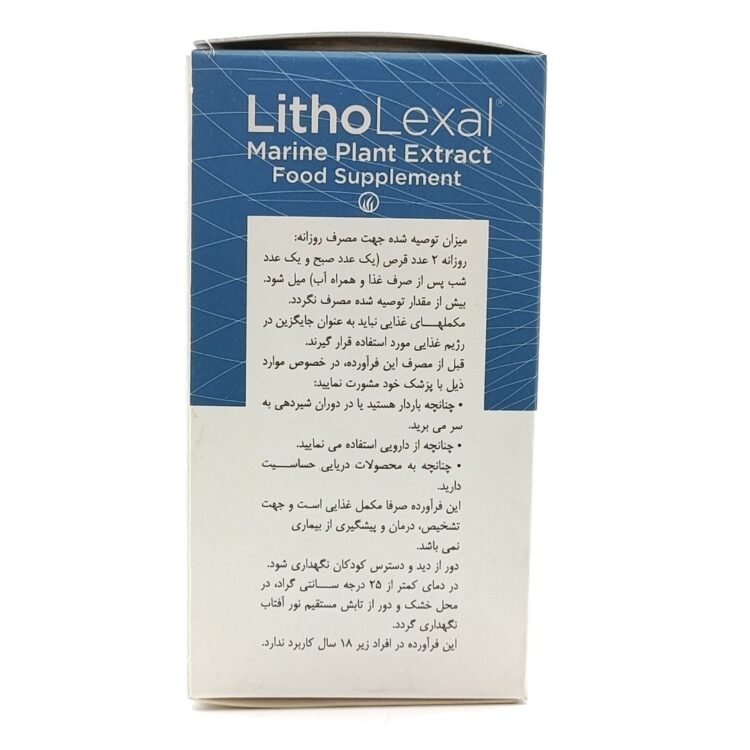 LithoLexal®
Marine Plant Extract
Food Supplement
میزان توصیه شده جهت مصرف روزانه:
روزانه ۲ عدد قرص (یک عدد صبح و یک عدد
شب پس از صرف غذا و همراه آب) میل شود.
بیش از مقدار توصیه شده مصرف نگردد.
مکملهای غذایی نباید به عنوان جایگزین در
رژیم غذایی مورد استفاده قرار گیرند.
قبل از مصرف این فرآورده، در خصوص موارد
ذیل با پزشک خود مشورت نمایید:
• چنانچه باردار هستید یا در دوران شیردهی به
سر می برید.
• چنانچه از دارویی استفاده می نمایید.
• چنانچه به محصولات دریایی حساسیت
دارید.
این فرآورده صرفا مکمل غذایی است و جهت
تشخیص، درمان و پیشگیری از بیماری
نمی باشد.
دور از دید و دسترس کودکان نگهداری شود.
در دمای کمتر از ۲۵ درجه سانتی گراد، در
محل خشک و دور از تابش مستقیم نور آفتاب
نگهداری گردد.
این فرآورده در افراد زیر ۱۸ سال کاربرد ندارد.